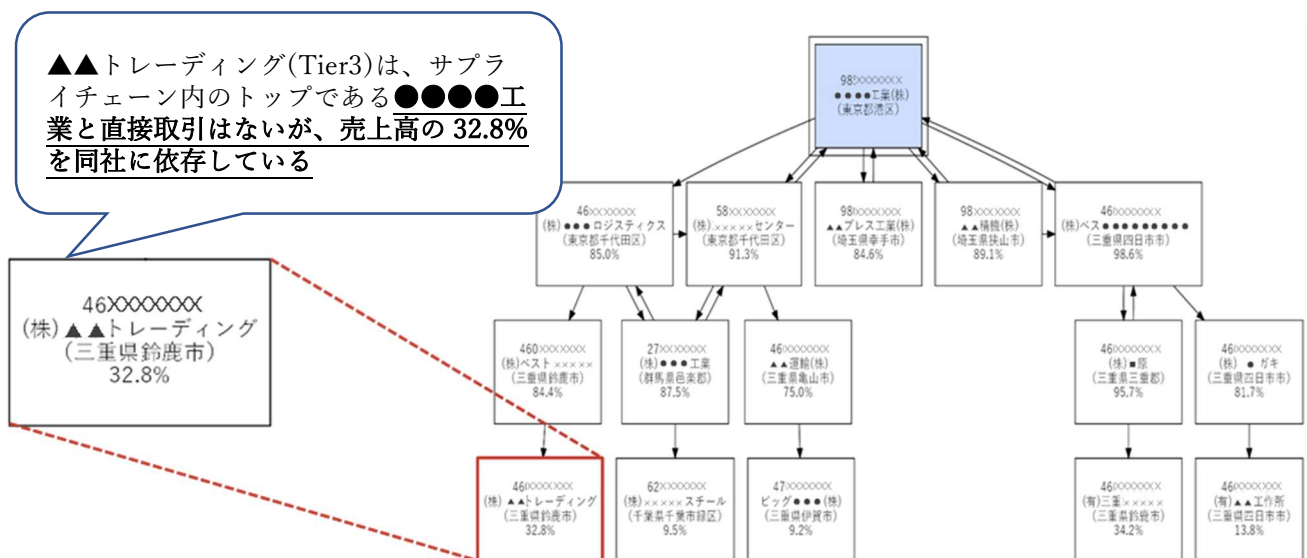 ▲▲トレーディング(Tier3)は、サプラ
イチェーン内のトップである●●●●工
業と直接取引はないが、売上高の 32.8%
を同社に依存している
46XXXXXXX
(株)▲▲トレーディング
(三重県鈴鹿市)
32.8%
98XXXXXXX
●●●●工業(株)
(東京都港区)
46XXXXXXX
(株)●●●ロジスティクス
(東京都千代田区)
85.0%
58XXXXXXX
(株)×××××センター
(東京都千代田区)
91.3%
98XXXXXXX
▲▲プレス工業(株)
(埼玉県幸手市)
84.6%
98XXXXXXX
▲▲精機(株)
(埼玉県狭山市)
89.1%
46XXXXXXX
(株)ベス●●●●●●●●●
(三重県四日市市)
98.6%
460XXXXXXX
(株)ベスト×××××
(三重県鈴鹿市)
84.4%
27XXXXXXX
(株)●●●工業
(群馬県邑楽郡)
87.5%
46XXXXXXX
▲▲運輸(株)
(三重県亀山市)
75.0%
46XXXXXXX
(株)■原
(三重県三重郡)
95.7%
46XXXXXXX
(株) ●ガキ
(三重県四日市市)
81.7%
46XXXXXXX
(株)▲▲トレーディング
(三重県鈴鹿市)
32.8%
62XXXXXXX
(株)×××××スチール
(千葉県千葉市緑区)
9.5%
47XXXXXXX
ビッグ●●●(株)
(三重県伊賀市)
9.2%
46XXXXXXX
(有)三重×××××
(三重県鈴鹿市)
34.2%
46XXXXXXX
(有)▲▲工作所
(三重県四日市市)
13.8%